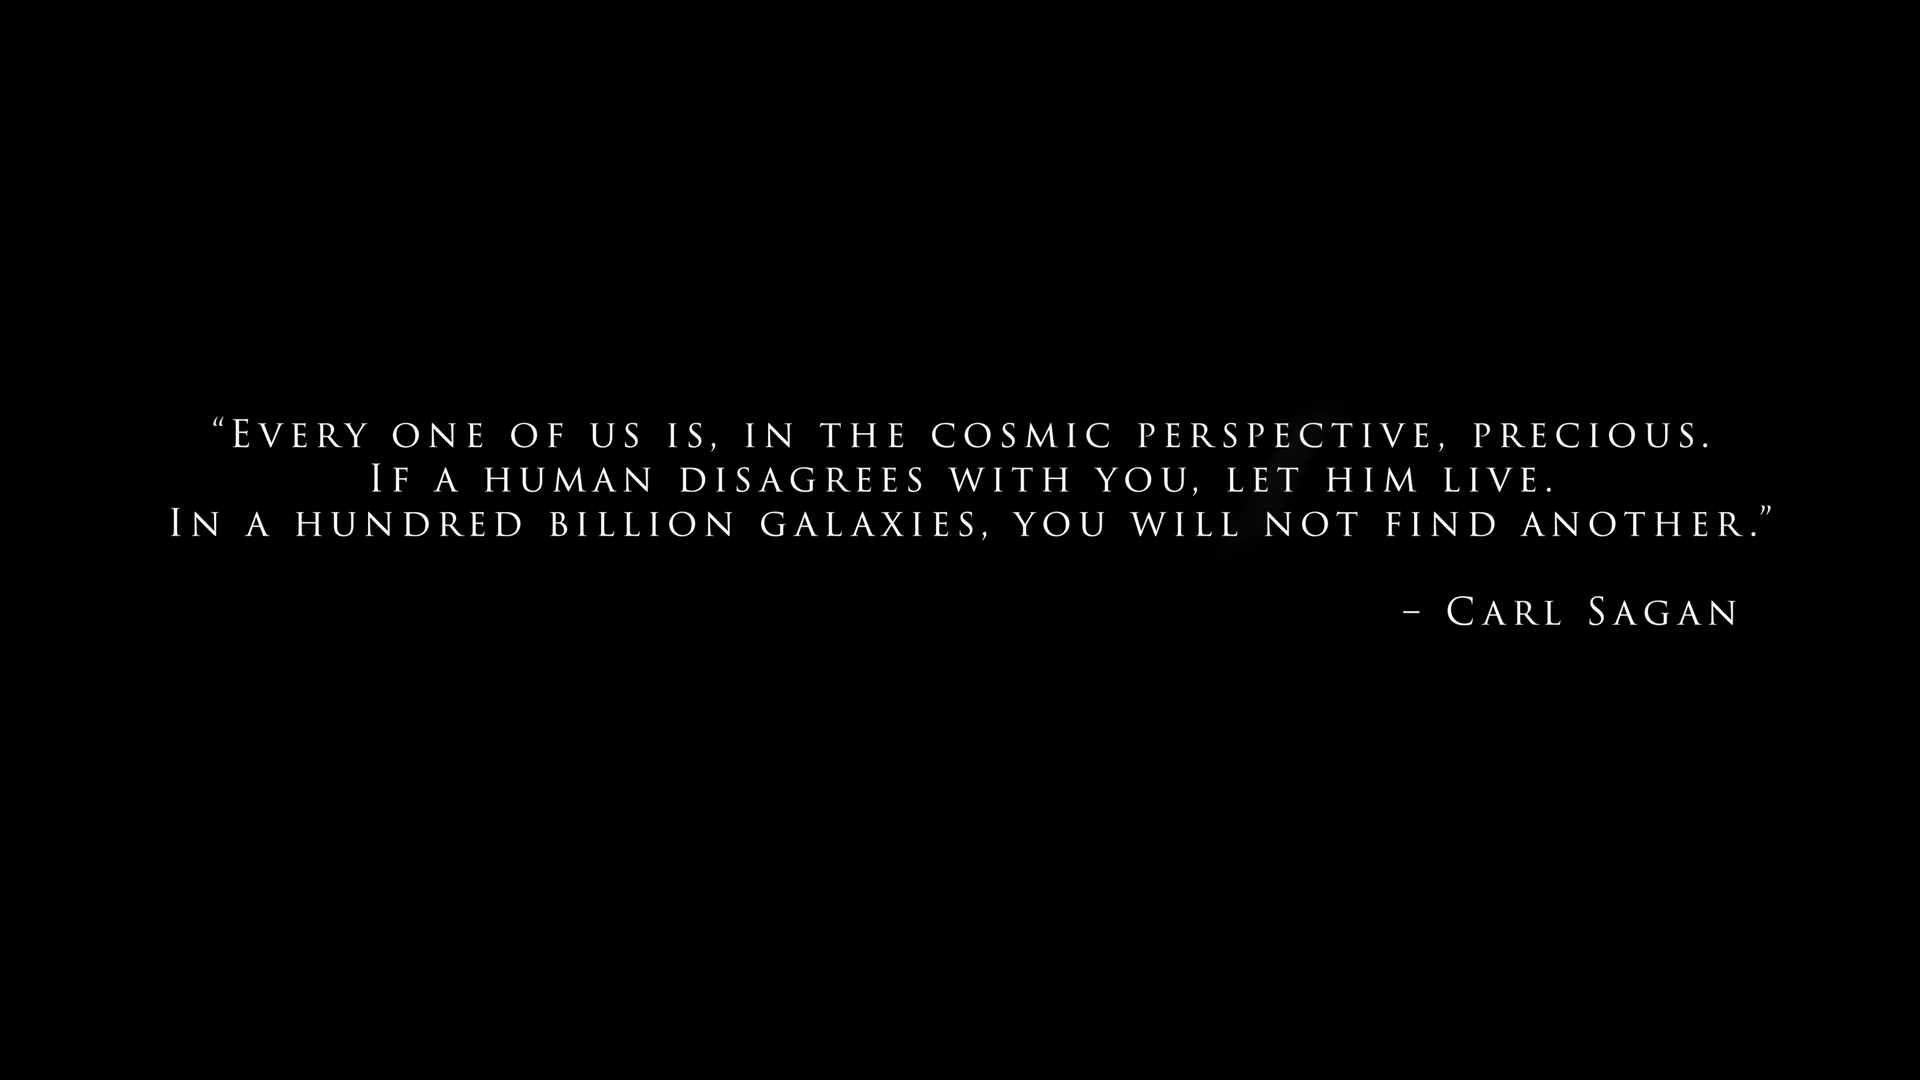 “Every one of us is, in the cosmic perspective, precious.
If a human disagrees with you, let him live.
In a hundred billion galaxies, you will not find another.”
– Carl Sagan